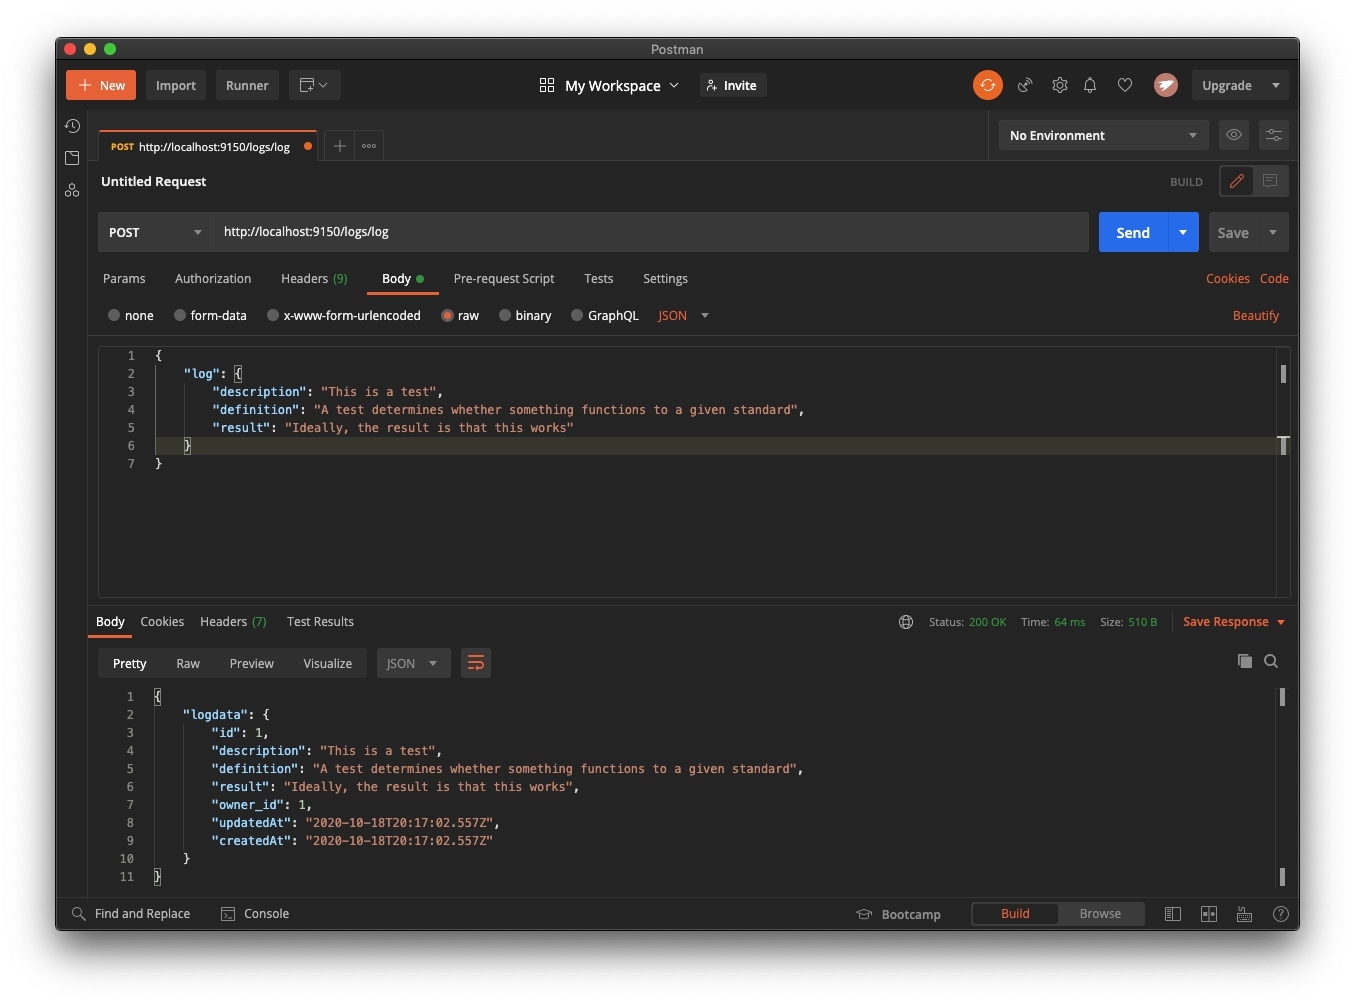 Postman
New Import Runner My Workspace Invite Upgrade
POST http://localhost:9150/logs/log No Environment
Untitled Request BUILD
POST http://localhost:9150/logs/log Send Save
Params Authorization Headers (9) Body Pre-request Script Tests Settings Cookies Code
none form-data x-www-form-urlencoded raw binary GraphQL JSON Beautify
1 {
2 "log": {
3 "description": "This is a test",
4 "definition": "A test determines whether something functions to a given standard",
5 "result": "Ideally, the result is that this works"
6 }
7 }
Body Cookies Headers (7) Test Results Status: 200 OK Time: 64 ms Size: 510 B Save Response
Pretty Raw Preview Visualize JSON
1 {
2 "logdata": {
3 "id": 1,
4 "description": "This is a test",
5 "definition": "A test determines whether something functions to a given standard",
6 "result": "Ideally, the result is that this works",
7 "owner_id": 1,
8 "updatedAt": "2020-10-18T20:17:02.557Z",
9 "createdAt": "2020-10-18T20:17:02.557Z"
10 }
11 }
Find and Replace Console Bootcamp Build Browse